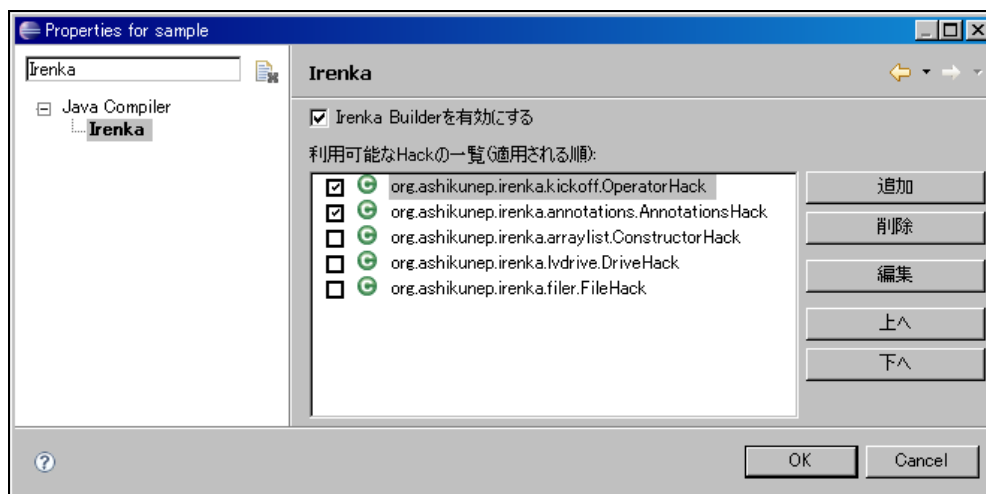 Properties for sample
Irenka
Java Compiler
Irenka
Irenka
Irenka Builderを有効にする
利用可能なHackの一覧(適用される順):
org.ashikunep.irenka.kickoff.OperatorHack
org.ashikunep.irenka.annotations.AnnotationsHack
org.ashikunep.irenka.arraylist.ConstructorHack
org.ashikunep.irenka.lvdrive.DriveHack
org.ashikunep.irenka.filer.FileHack
追加
削除
編集
上へ
下へ
OK
Cancel